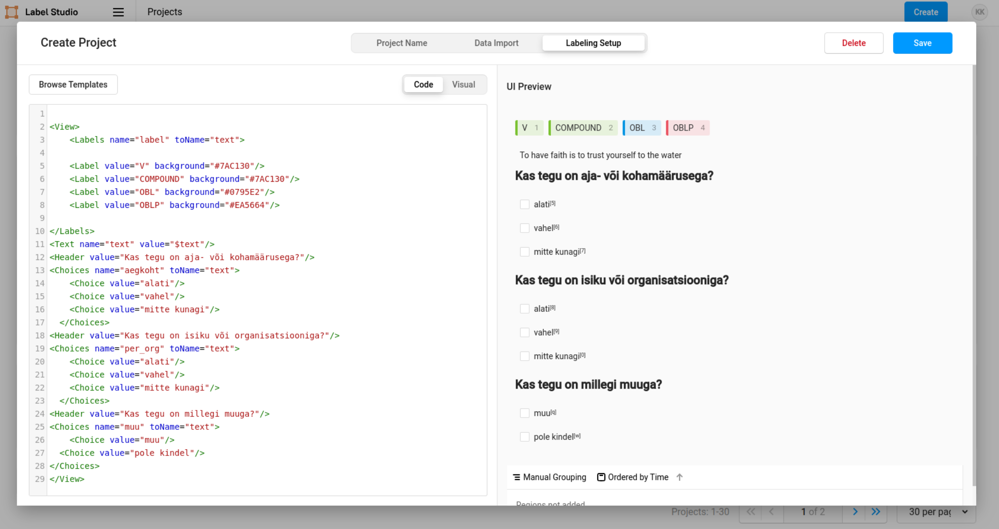 Label Studio
Projects
Create
KK
Create Project
Project Name
Data Import
Labeling Setup
Delete
Save
Browse Templates
Code
Visual
1
2 <View>
3 <Labels name="label" toName="text">
4
5 <Label value="V" background="#7AC130"/>
6 <Label value="COMPOUND" background="#7AC130"/>
7 <Label value="OBL" background="#0795E2"/>
8 <Label value="OBLP" background="#EA5664"/>
9
10 </Labels>
11 <Text name="text" value="$text"/>
12 <Header value="Kas tegu on aja- või kohamäärusega?"/>
13 <Choices name="aegkoht" toName="text">
14 <Choice value="alati"/>
15 <Choice value="vahel"/>
16 <Choice value="mitte kunagi"/>
17 </Choices>
18 <Header value="Kas tegu on isiku või organisatsiooniga?"/>
19 <Choices name="per_org" toName="text">
20 <Choice value="alati"/>
21 <Choice value="vahel"/>
22 <Choice value="mitte kunagi"/>
23 </Choices>
24 <Header value="Kas tegu on millegi muuga?"/>
25 <Choices name="muu" toName="text">
26 <Choice value="muu"/>
27 <Choice value="pole kindel"/>
28 </Choices>
29 </View>
UI Preview
V 1 COMPOUND 2 OBL 3 OBLP 4
To have faith is to trust yourself to the water
Kas tegu on aja- või kohamäärusega?
alati[5]
vahel[6]
mitte kunagi[7]
Kas tegu on isiku või organisatsiooniga?
alati[8]
vahel[9]
mitte kunagi[0]
Kas tegu on millegi muuga?
muu[q]
pole kindel[w]
Manual Grouping Ordered by Time
Regions not added
Projects: 1-30
1 of 2
30 per pag